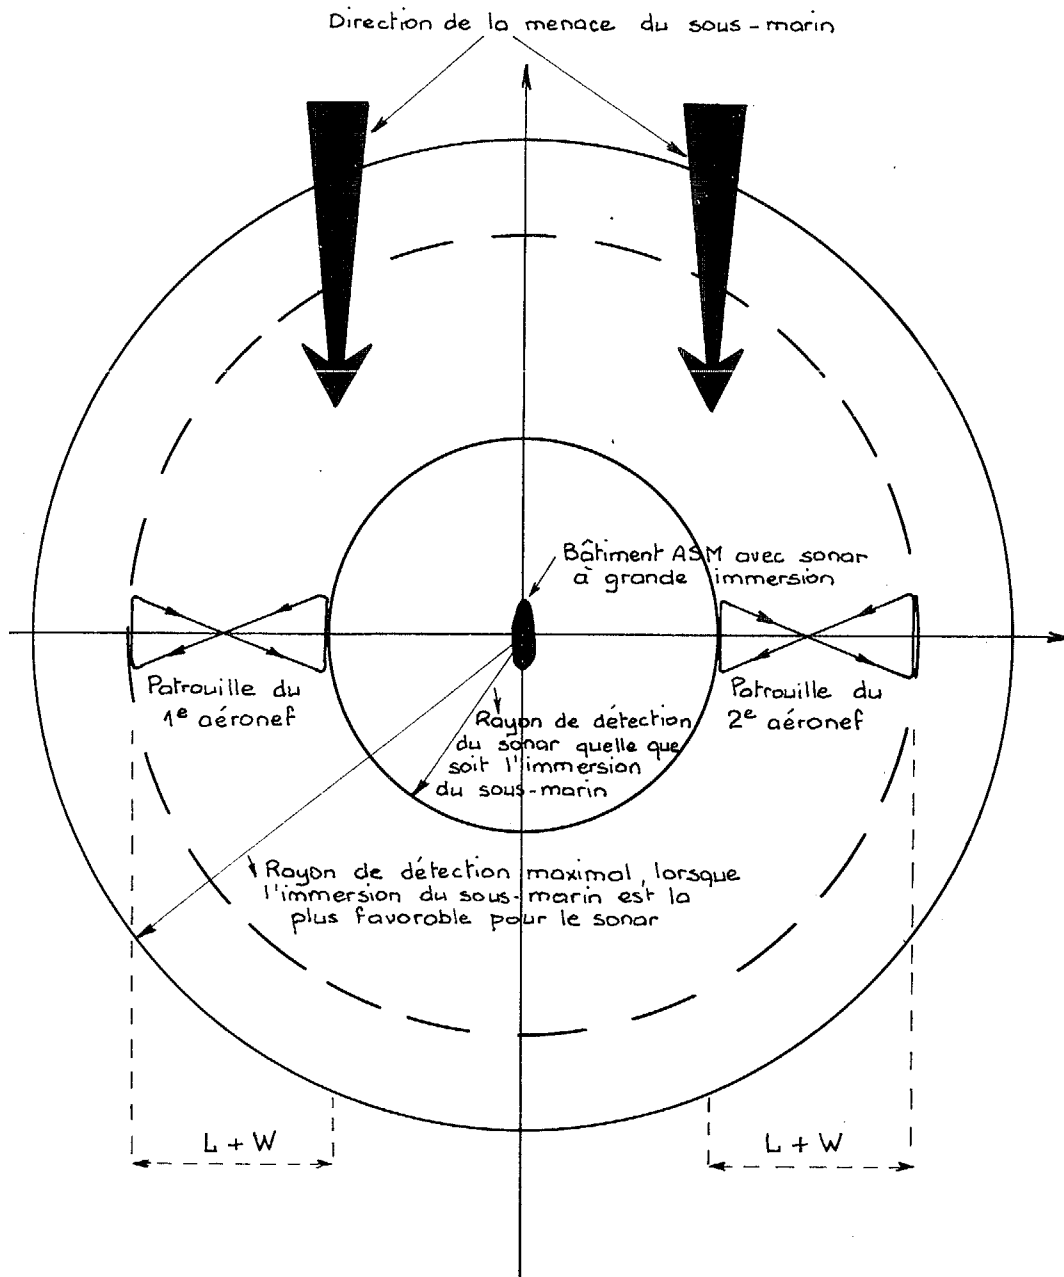 Direction de la menace du sous-marin
Bâtiment ASM avec sonar
à grande immersion
Patrouille du
1e aéronef
Patrouille du
2e aéronef
Rayon de détection
du sonar quelle que
soit l'immersion
du sous-marin
Rayon de détection maximal, lorsque
l'immersion du sous-marin est la
plus favorable pour le sonar
L + W
L + W